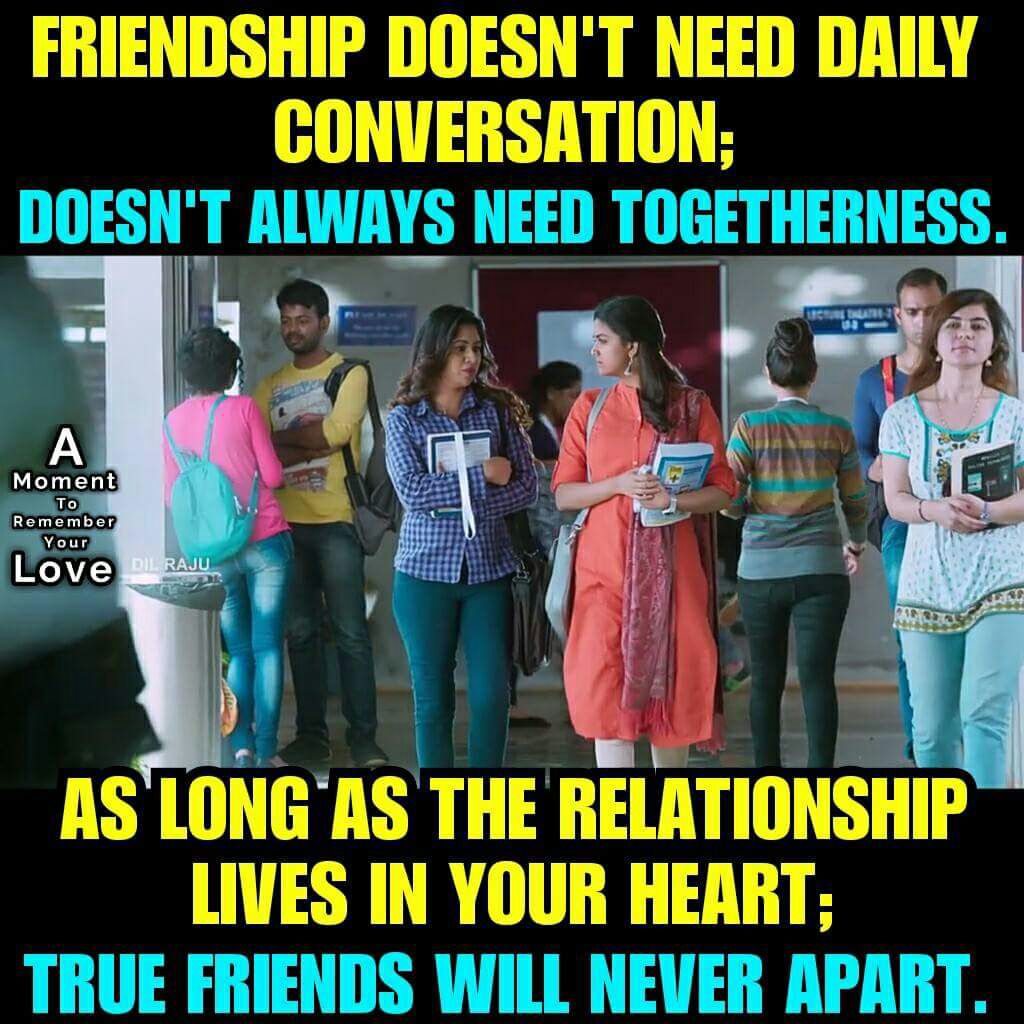 FRIENDSHIP DOESN'T NEED DAILY
CONVERSATION;
DOESN'T ALWAYS NEED TOGETHERNESS.
LECTURE THEATRE-2
A
Moment
To
Remember
Your
Love
DIL RAJU
AS LONG AS THE RELATIONSHIP
LIVES IN YOUR HEART;
TRUE FRIENDS WILL NEVER APART.